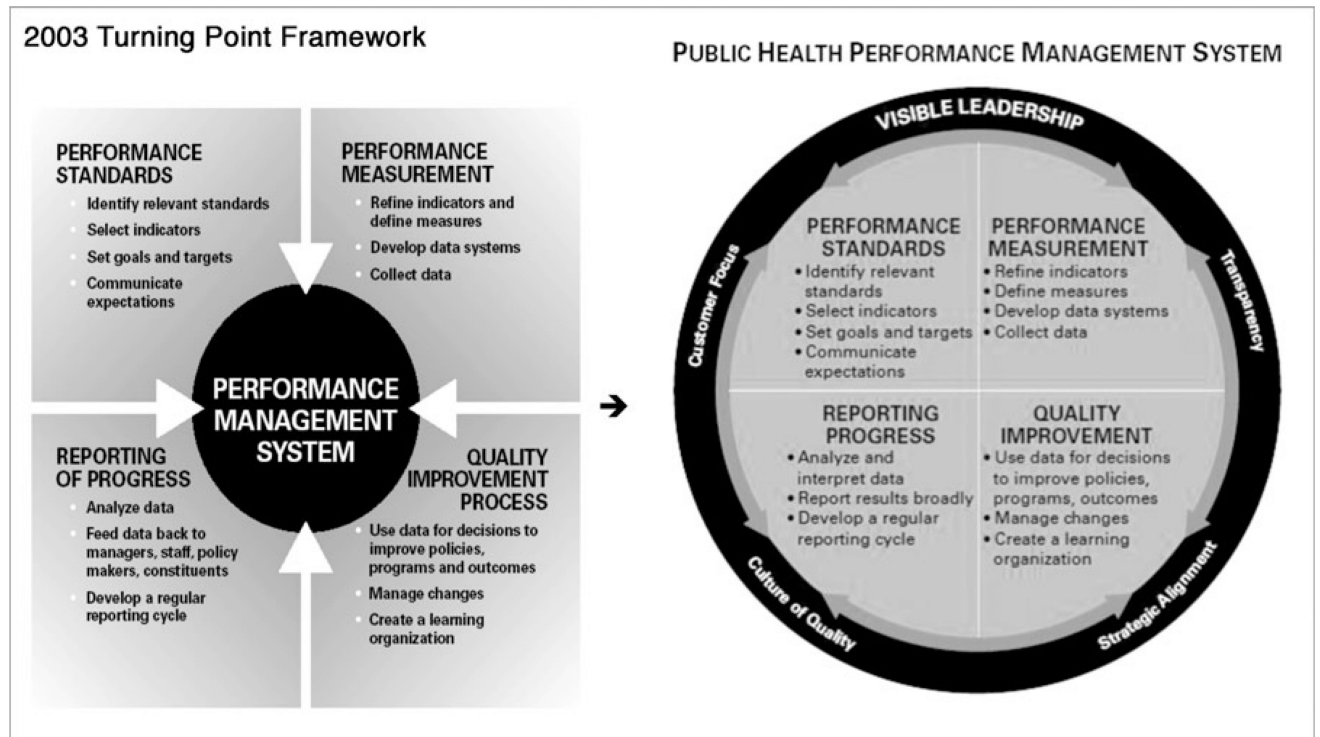 2003 Turning Point Framework
PERFORMANCE
STANDARDS
• Identify relevant standards
• Select indicators
• Set goals and targets
• Communicate
expectations
PERFORMANCE
MEASUREMENT
• Refine indicators and
define measures
• Develop data systems
• Collect data
PERFORMANCE
MANAGEMENT
SYSTEM
REPORTING
OF PROGRESS
• Analyze data
• Feed data back to
managers, staff, policy
makers, constituents
• Develop a regular
reporting cycle
QUALITY
IMPROVEMENT
PROCESS
• Use data for decisions to
improve policies,
programs and outcomes
• Manage changes
• Create a learning
organization
PUBLIC HEALTH PERFORMANCE MANAGEMENT SYSTEM
VISIBLE LEADERSHIP
Customer Focus
Transparency
PERFORMANCE
STANDARDS
• Identify relevant
standards
• Select indicators
• Set goals and targets
• Communicate
expectations
PERFORMANCE
MEASUREMENT
• Refine indicators
• Define measures
• Develop data systems
• Collect data
REPORTING
PROGRESS
• Analyze and
interpret data
• Report results broadly
• Develop a regular
reporting cycle
QUALITY
IMPROVEMENT
• Use data for decisions
to improve policies,
programs, outcomes
• Manage changes
• Create a learning
organization
Culture of Quality
Strategic Alignment